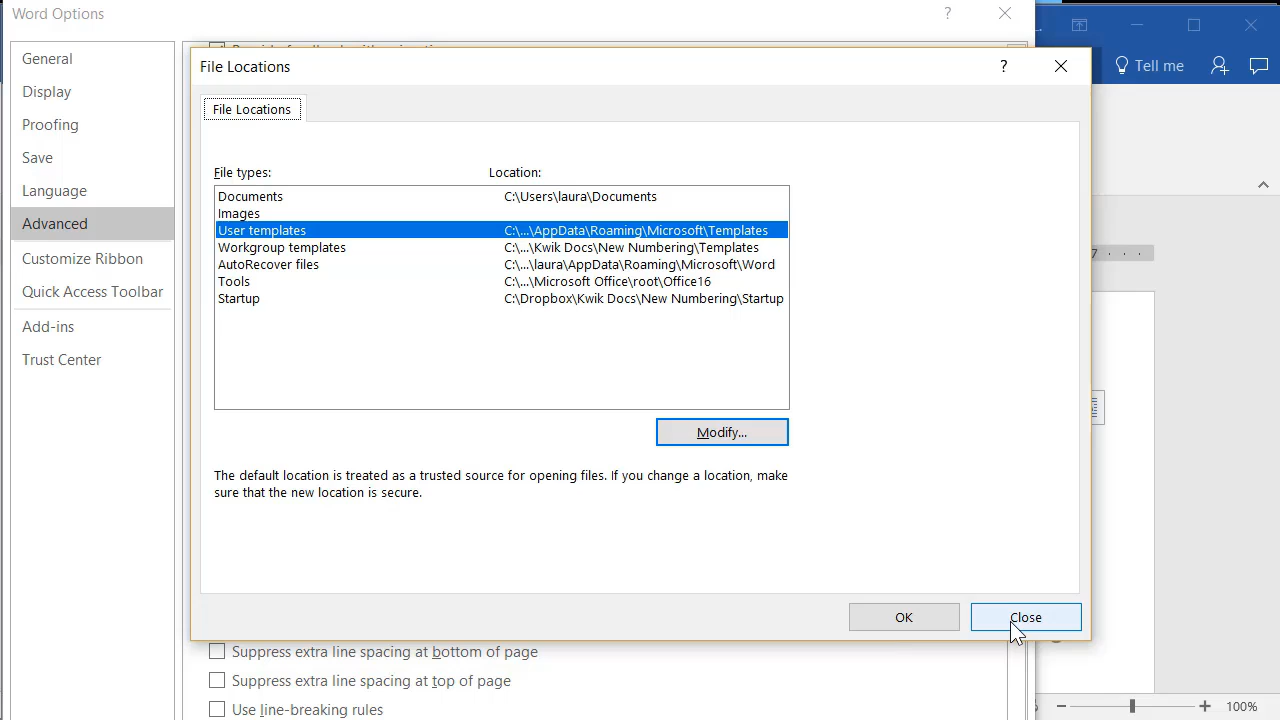 Word Options
?
General
Display
Proofing
Save
Language
Advanced
Customize Ribbon
Quick Access Toolbar
Add-ins
Trust Center
File Locations
?
File Locations
File types: Location:
Documents C:\Users\laura\Documents
Images
User templates C:\...\AppData\Roaming\Microsoft\Templates
Workgroup templates C:\...\Kwik Docs\New Numbering\Templates
AutoRecover files C:\...\laura\AppData\Roaming\Microsoft\Word
Tools C:\...\Microsoft Office\root\Office16
Startup C:\Dropbox\Kwik Docs\New Numbering\Startup
Modify...
The default location is treated as a trusted source for opening files. If you change a location, make
sure that the new location is secure.
OK Close
Suppress extra line spacing at bottom of page
Suppress extra line spacing at top of page
Use line-breaking rules
Tell me
7
100%